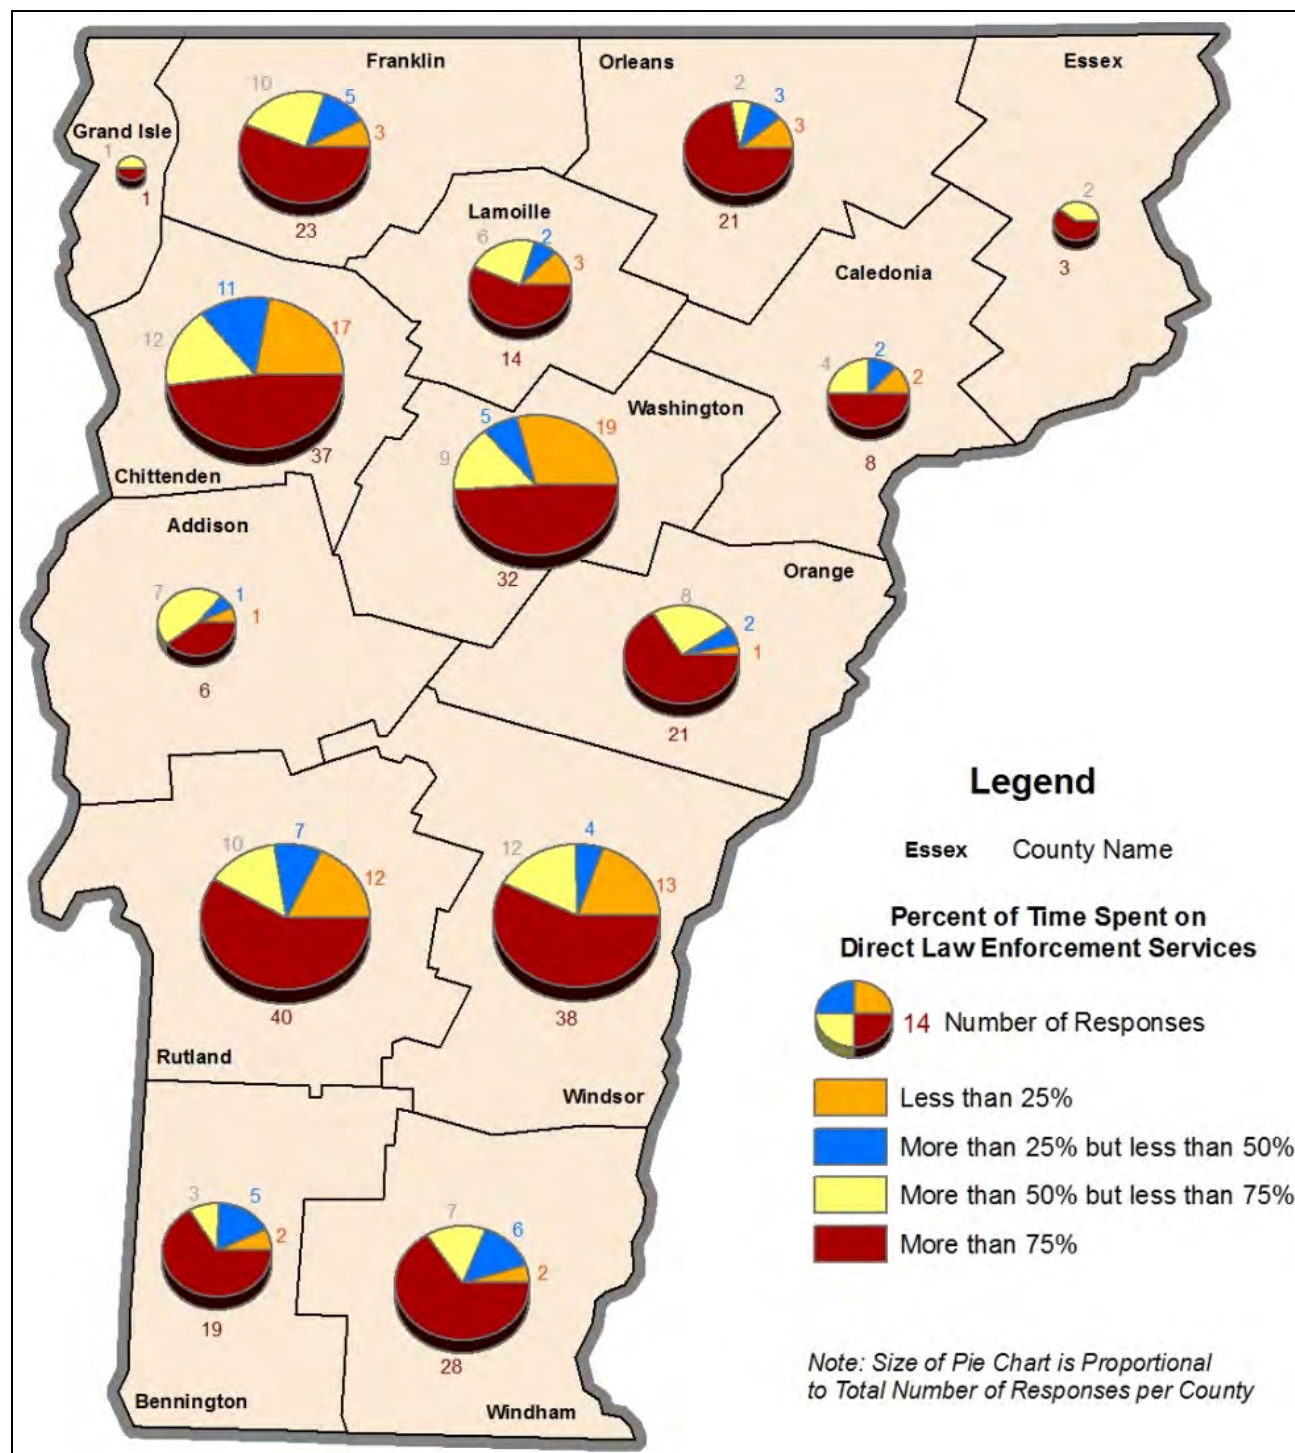 Franklin
10
5
3
23
Orleans
2
3
3
21
Essex
2
3
Grand Isle
1
1
Lamoille
6
2
3
14
Caledonia
4
2
2
8
11
17
12
37
Chittenden
Washington
5
19
9
32
Addison
7
1
1
6
Orange
8
2
1
21
10
7
12
40
Rutland
12
4
13
38
Windsor
3
5
2
19
Bennington
7
6
2
28
Windham
Legend
Essex County Name
Percent of Time Spent on
Direct Law Enforcement Services
14 Number of Responses
Less than 25%
More than 25% but less than 50%
More than 50% but less than 75%
More than 75%
Note: Size of Pie Chart is Proportional
to Total Number of Responses per County